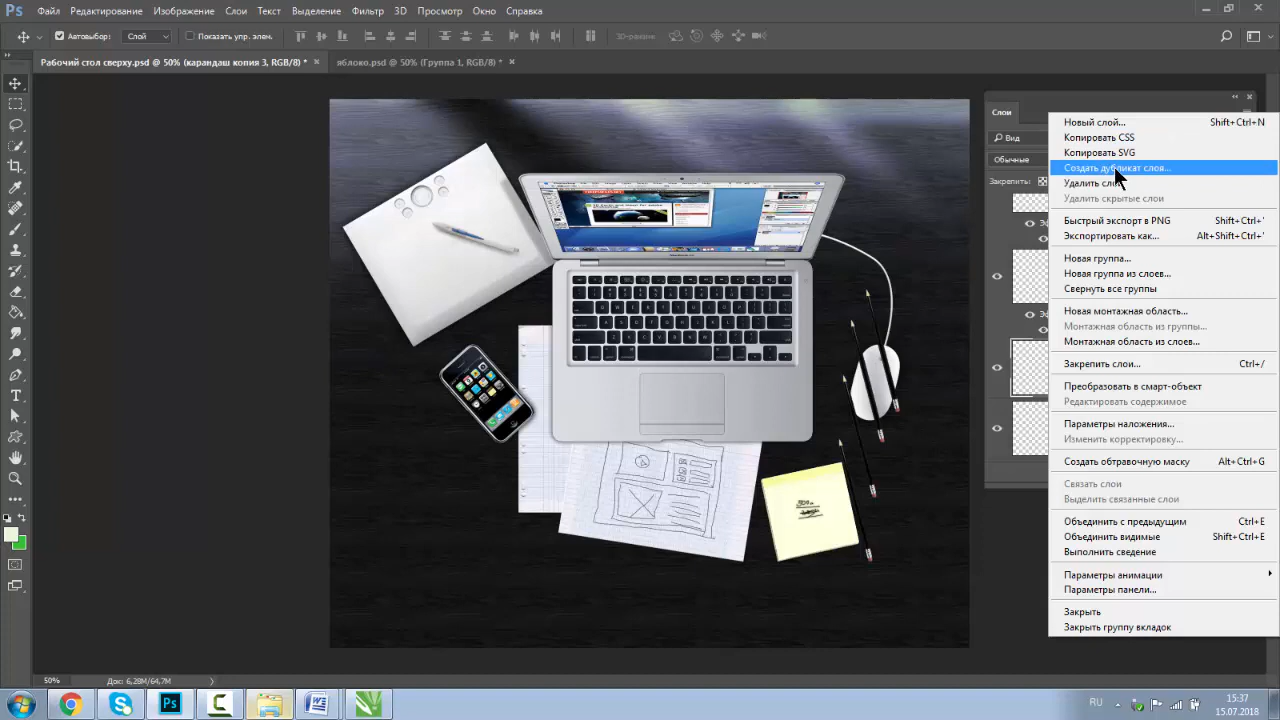 Ps Файл Редактирование Изображение Слои Текст Выделение Фильтр 3D Просмотр Окно Справка
Автовыбор: Слой Показать упр. элем. 3D-режим:
Рабочий стол сверху.psd @ 50% (карандаш копия 3, RGB/8) * × яблоко.psd @ 50% (Группа 1, RGB/8) * ×
Слои
Вид
Обычные
Закрепить:
Новый слой... Shift+Ctrl+N
Копировать CSS
Копировать SVG
Создать дубликат слоя...
Удалить
Удалить скрытые слои
Быстрый экспорт в PNG Shift+Ctrl+'
Экспортировать как... Alt+Shift+Ctrl+'
Новая группа...
Новая группа из слоев...
Свернуть все группы
Новая монтажная область...
Монтажная область из группы...
Монтажная область из слоев...
Закрепить слои... Ctrl+/
Преобразовать в смарт-объект
Редактировать содержимое
Параметры наложения...
Изменить корректировку...
Создать обтравочную маску Alt+Ctrl+G
Связать слои
Выделить связанные слои
Объединить с предыдущим Ctrl+E
Объединить видимые Shift+Ctrl+E
Выполнить сведение
Параметры анимации
Параметры панели...
Закрыть
Закрыть группу вкладок
50% Док: 6,28M/64,7M
Ps RU 15:37
15.07.2018